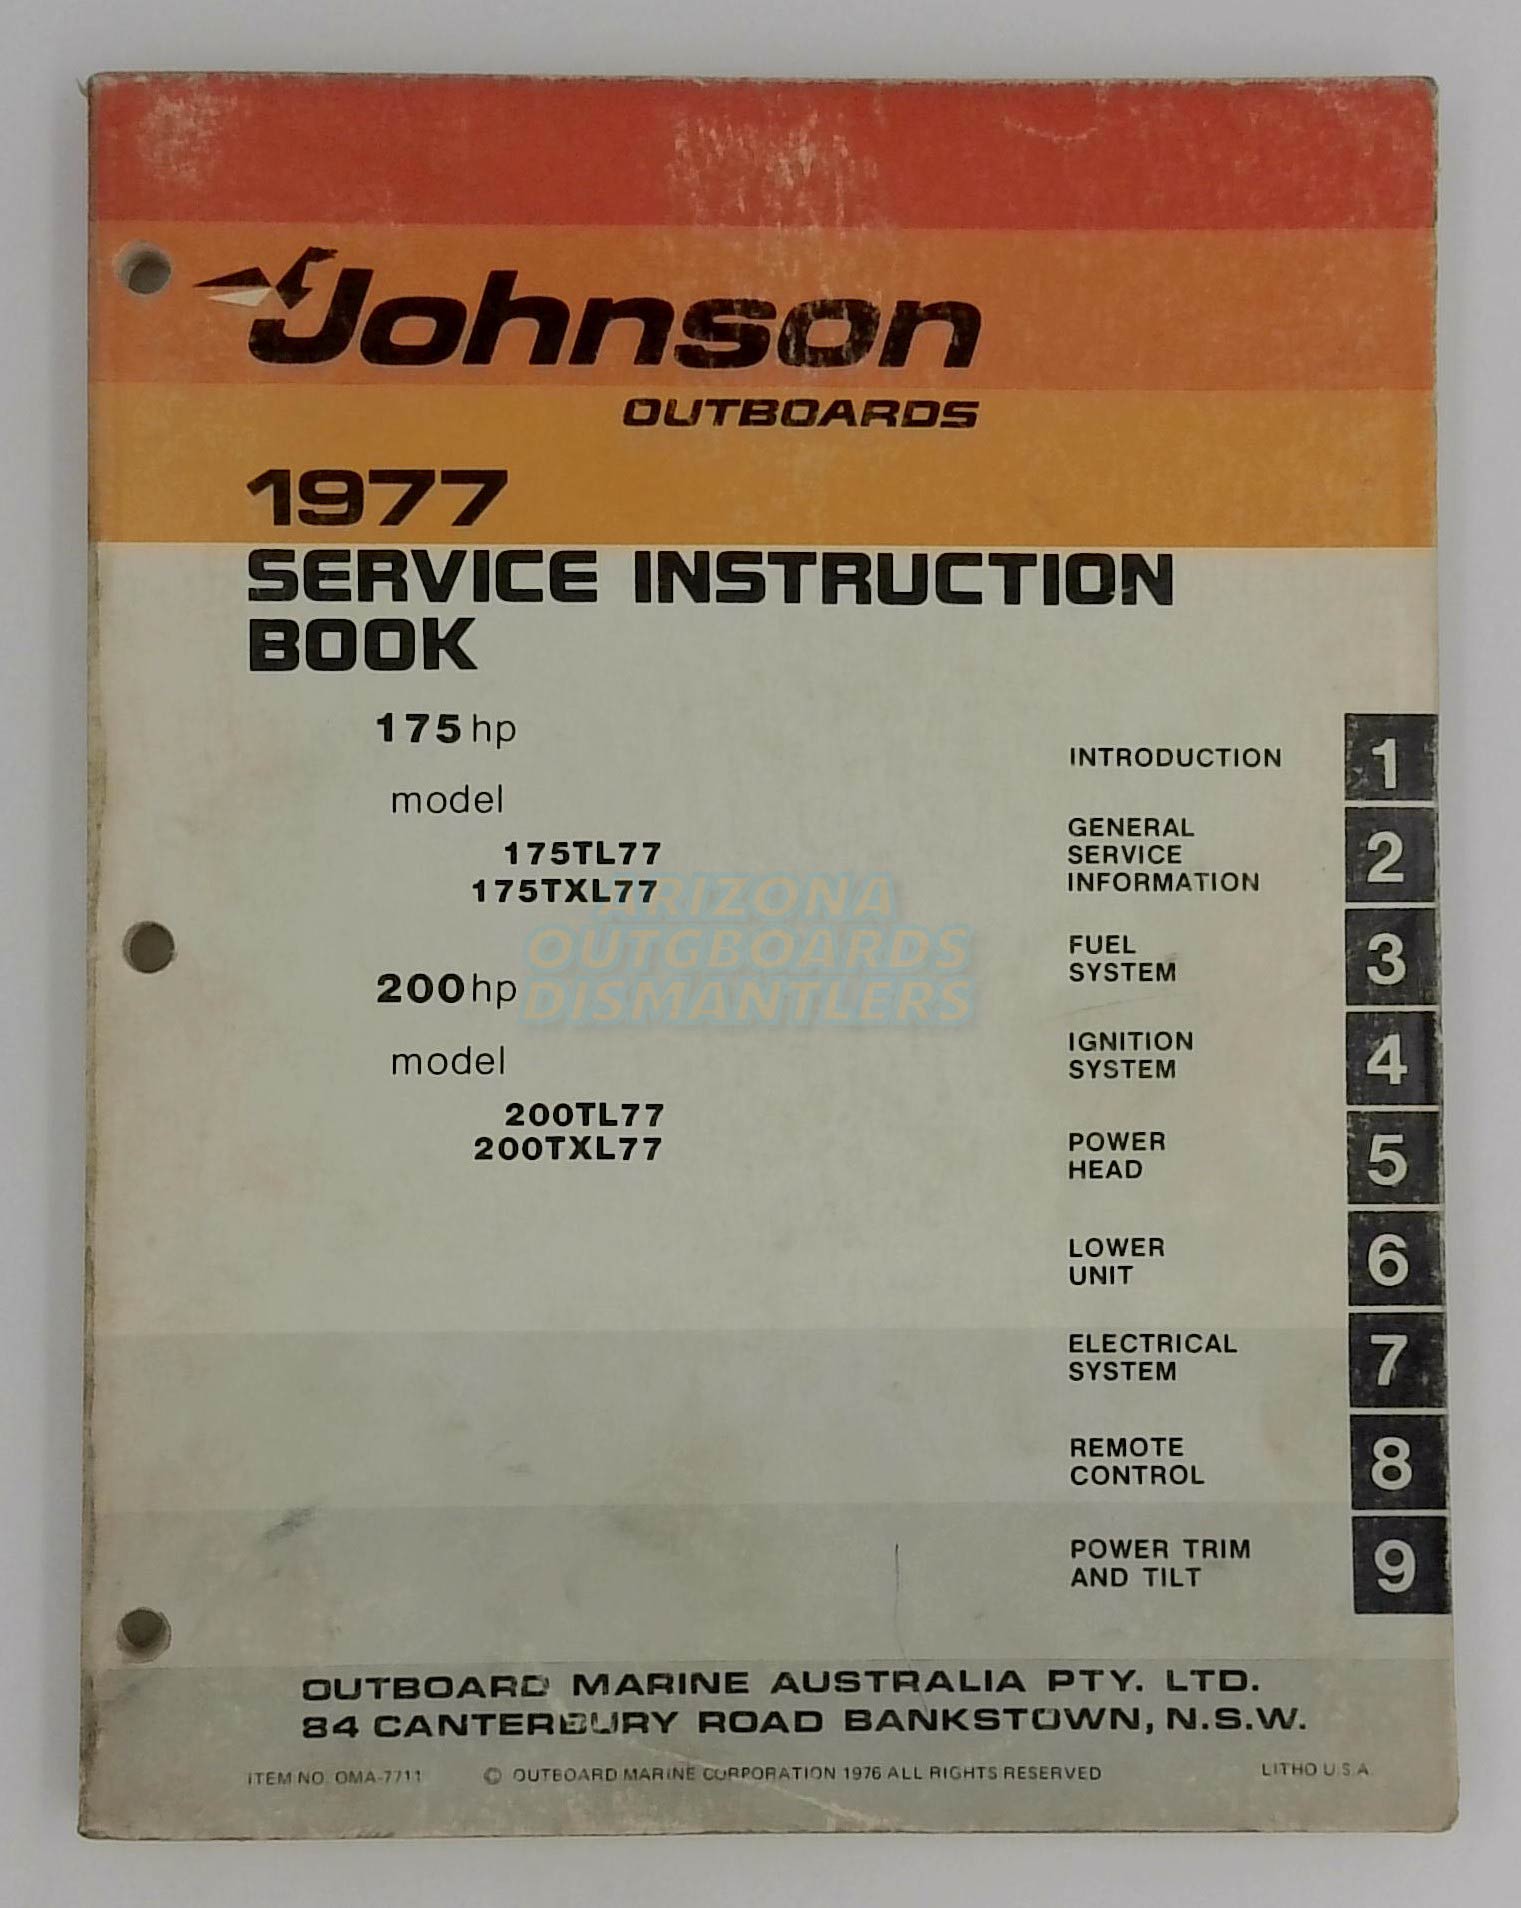 Johnson
OUTBOARDS
1977
SERVICE INSTRUCTION
BOOK
175 hp
model
175TL77
175TXL77
200 hp
model
200TL77
200TXL77
INTRODUCTION 1
GENERAL
SERVICE
INFORMATION 2
FUEL
SYSTEM 3
IGNITION
SYSTEM 4
POWER
HEAD 5
LOWER
UNIT 6
ELECTRICAL
SYSTEM 7
REMOTE
CONTROL 8
POWER TRIM
AND TILT 9
ARIZONA
OUTGBOARDS
DISMANTLERS
OUTBOARD MARINE AUSTRALIA PTY. LTD.
84 CANTERBURY ROAD BANKSTOWN, N.S.W.
ITEM NO. OMA-7711 © OUTBOARD MARINE CORPORATION 1976 ALL RIGHTS RESERVED LITHO U.S.A.